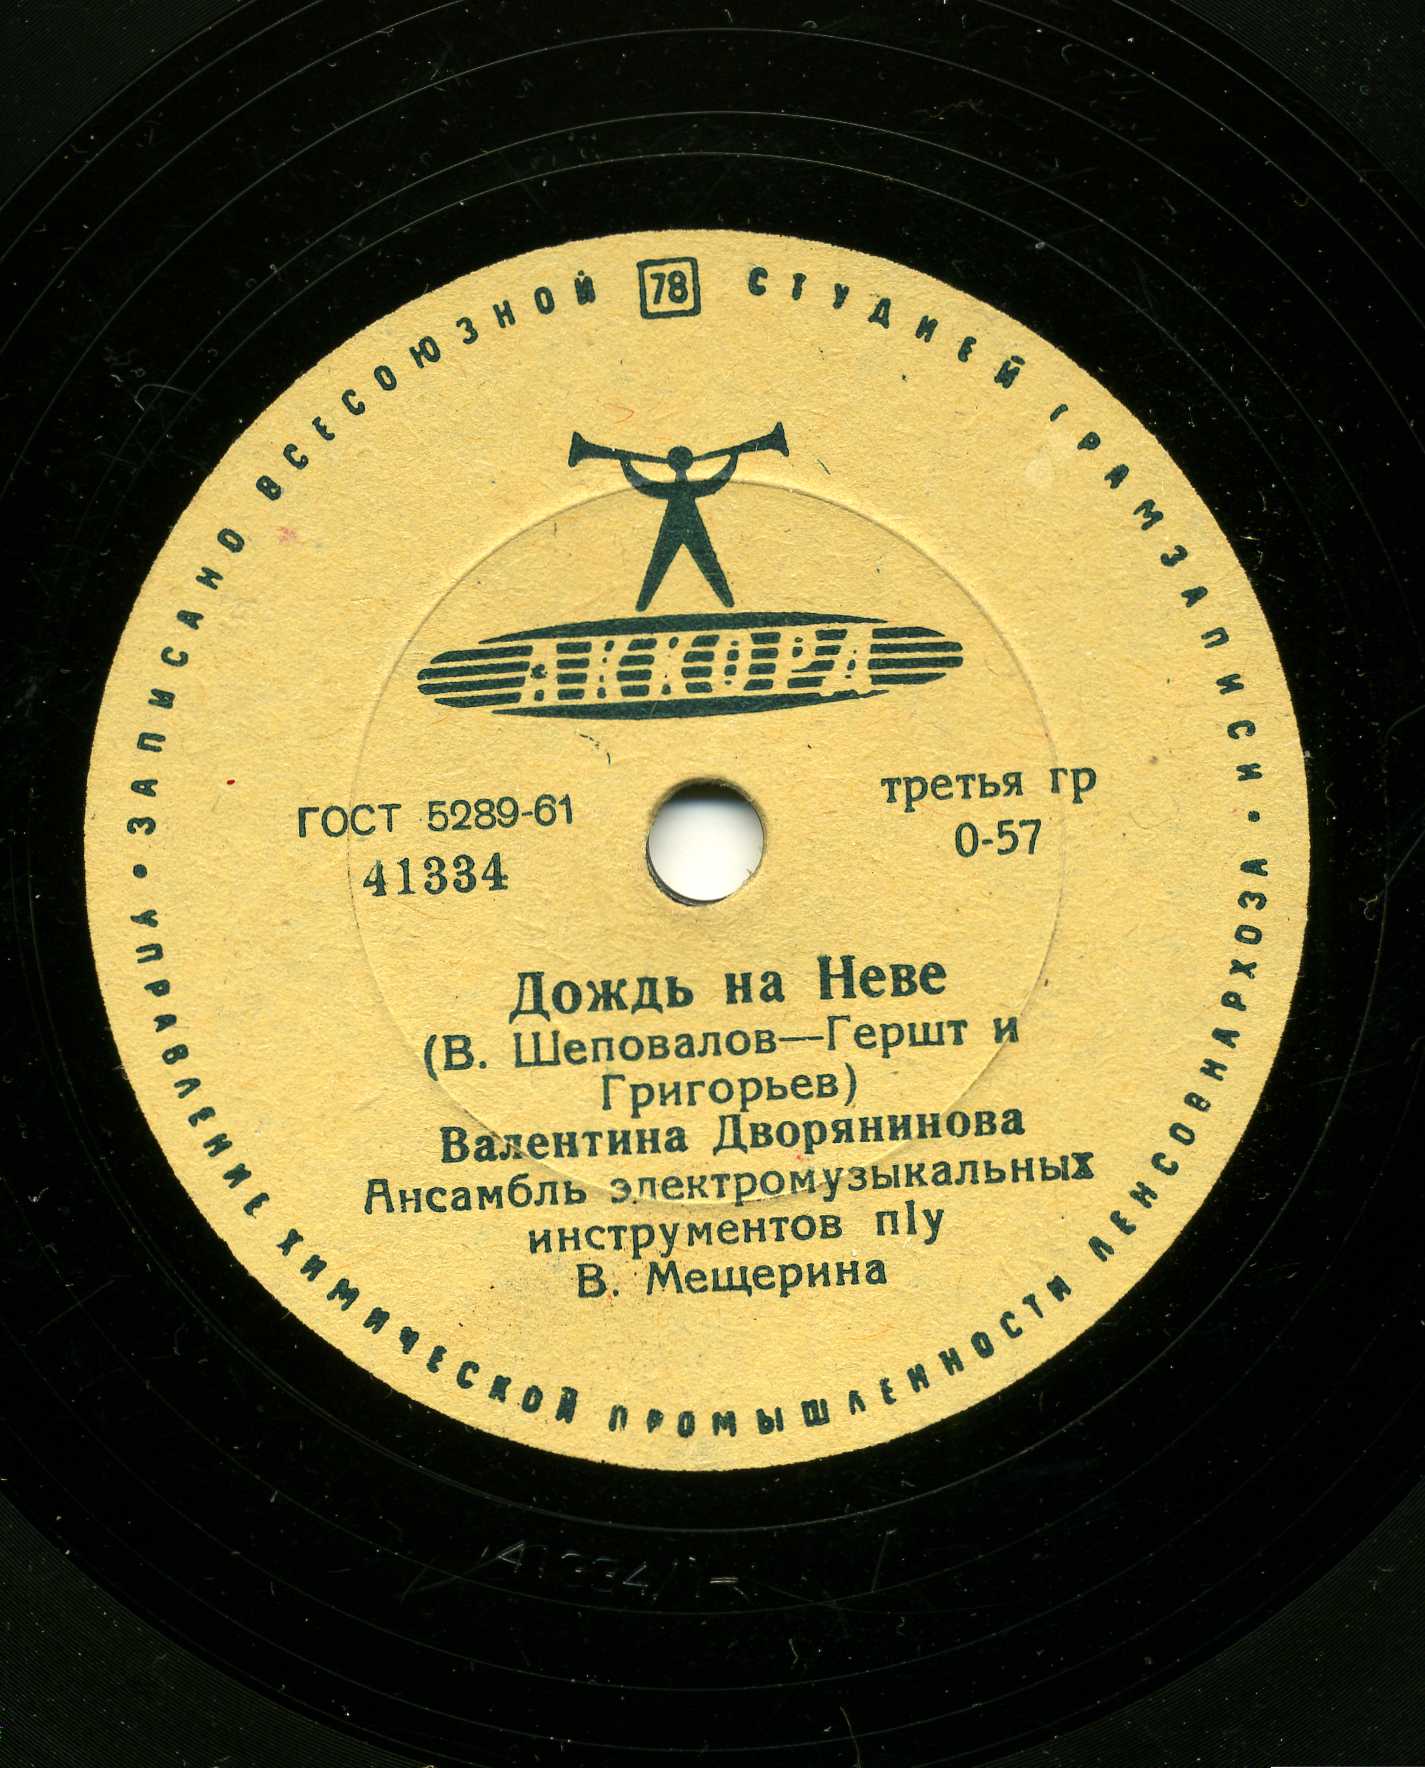 ЗАПИСАНО ВСЕСОЮЗНОЙ 78 СТУДИЕЙ ГРАМЗАПИСИ
АККОРД
ГОСТ 5289-61
41334
третья гр
0-57
Дождь на Неве
(В. Шеповалов—Гершт и
Григорьев)
Валентина Дворянинова
Ансамбль электромузыкальных
инструментов п/у
В. Мещерина
УПРАВЛЕНИЕ ХИМИЧЕСКОЙ ПРОМЫШЛЕННОСТИ ЛЕНСОВНАРХОЗА